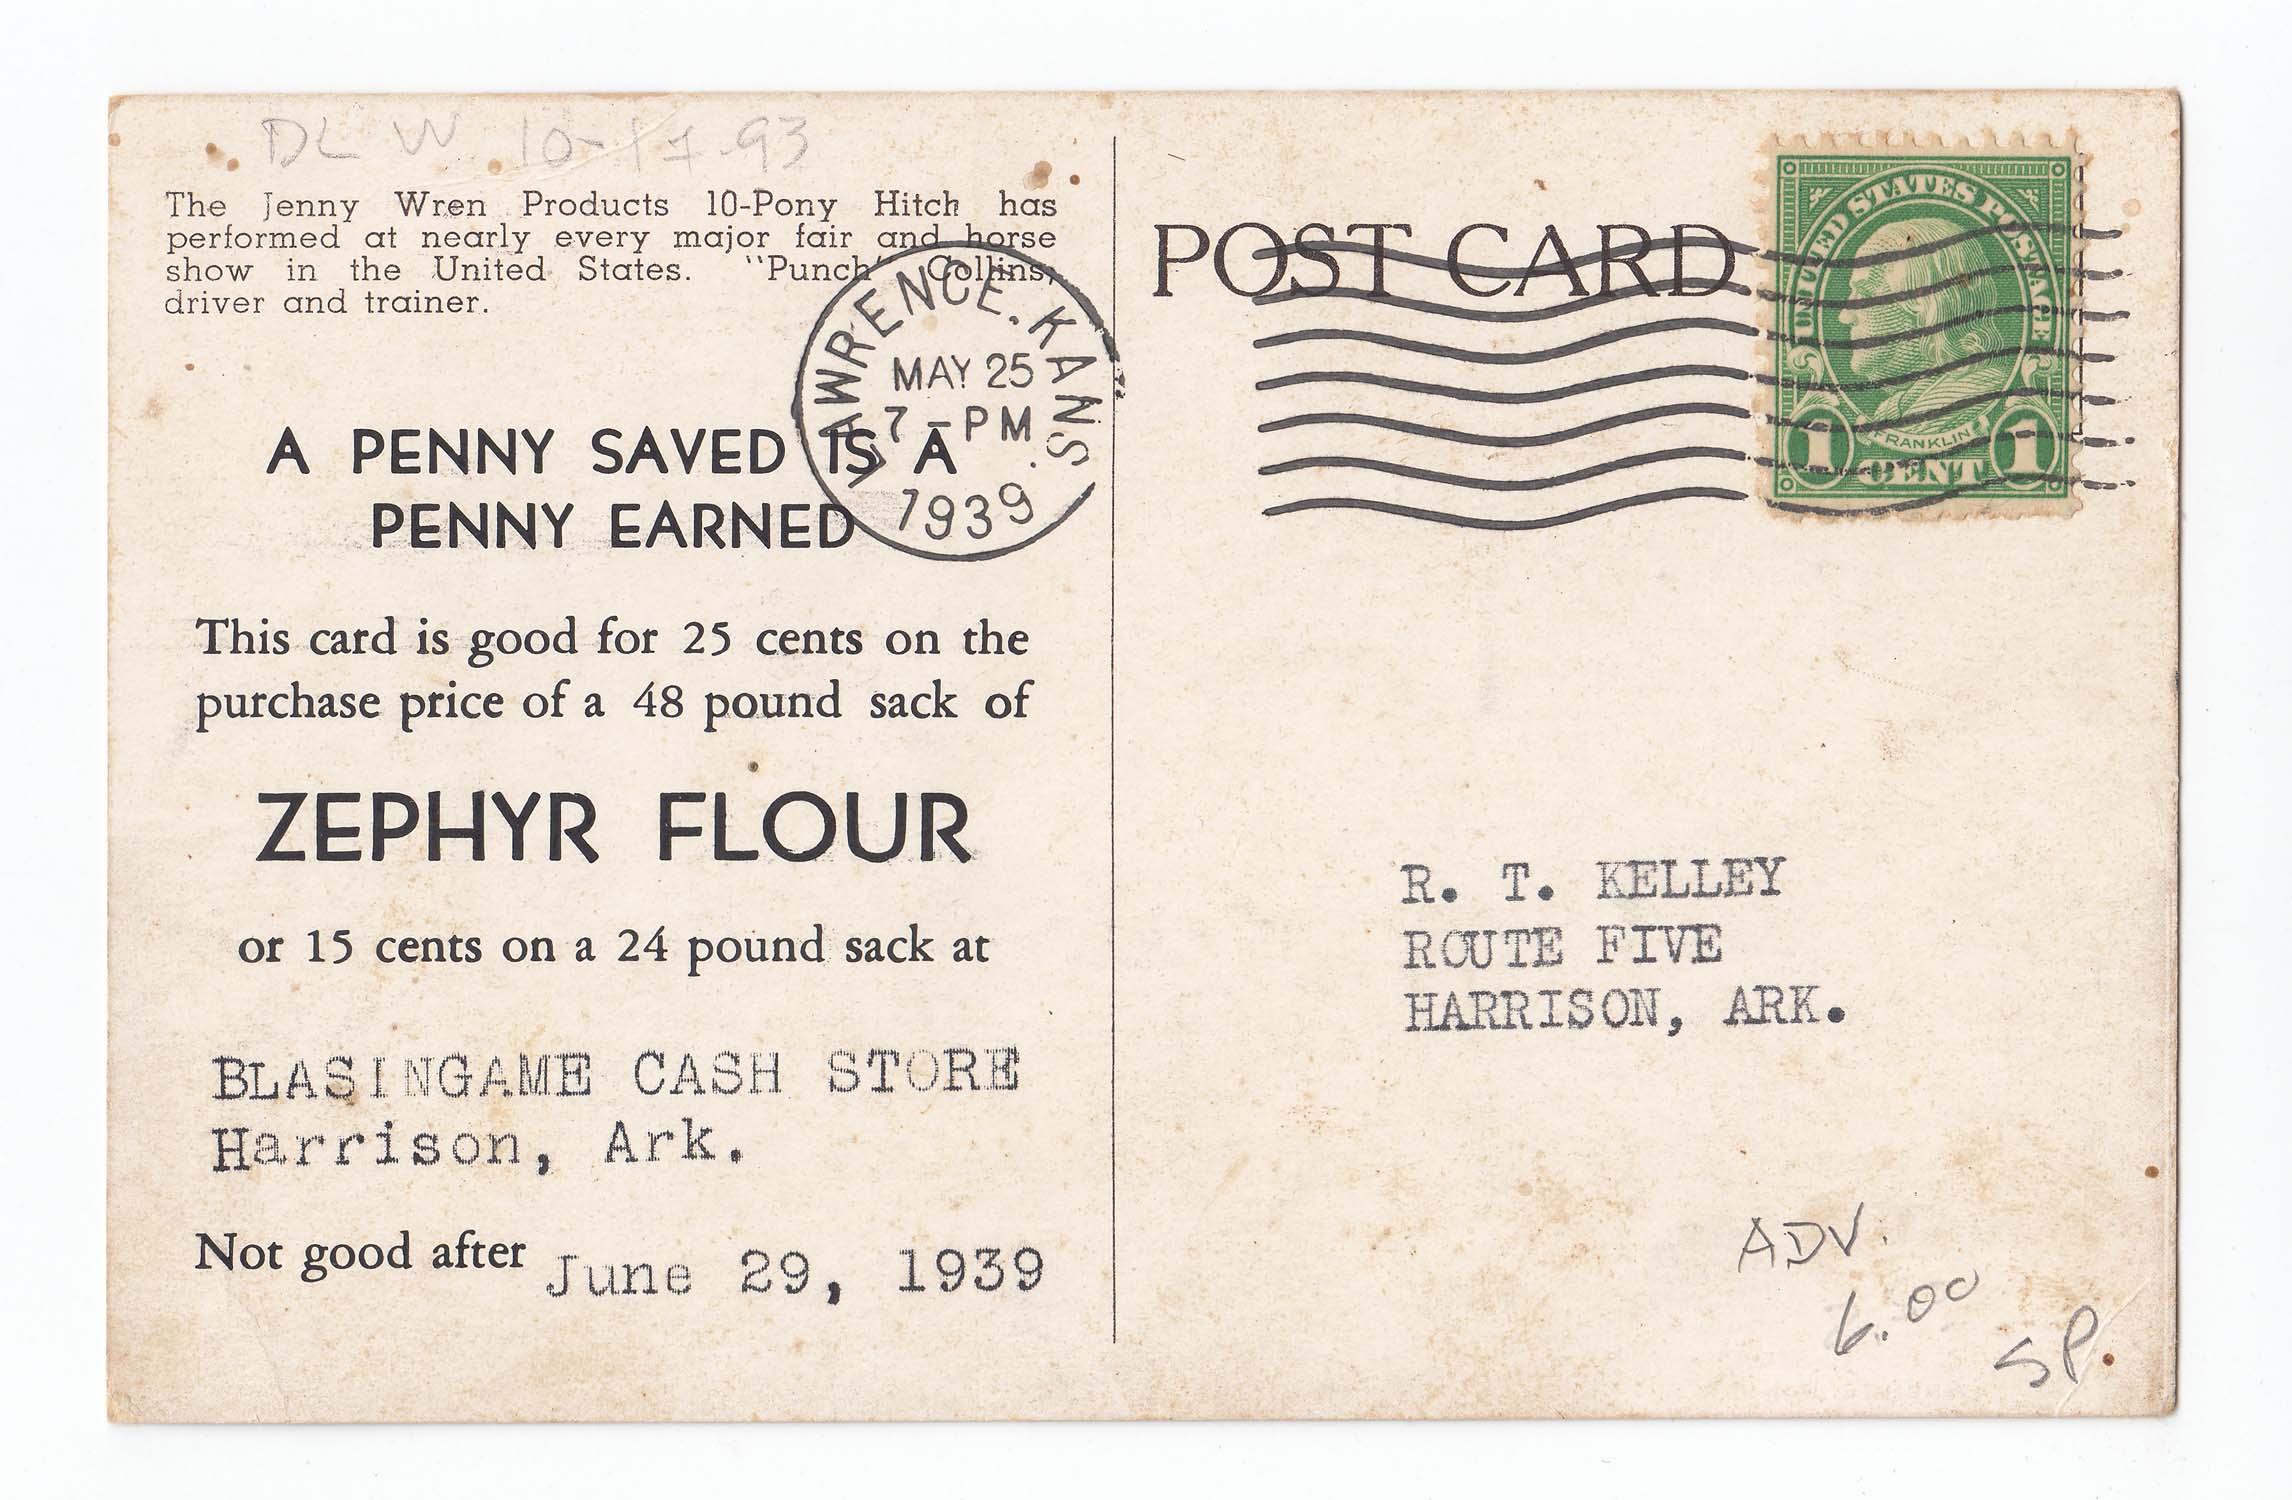 DLW 10-17-93
The Jenny Wren Products 10-Pony Hitch has
performed at nearly every major fair and horse
show in the United States. "Punch" Collins,
driver and trainer.
LAWRENCE, KANS.
MAY 25
7-PM
1939
A PENNY SAVED IS A
PENNY EARNED
This card is good for 25 cents on the
purchase price of a 48 pound sack of
ZEPHYR FLOUR
or 15 cents on a 24 pound sack at
BLASINGAME CASH STORE
Harrison, Ark.
Not good after June 29, 1939
POST CARD
UNITED STATES POSTAGE
FRANKLIN
1 CENT 1
R. T. KELLEY
ROUTE FIVE
HARRISON, ARK.
ADV.
6.00
SP.